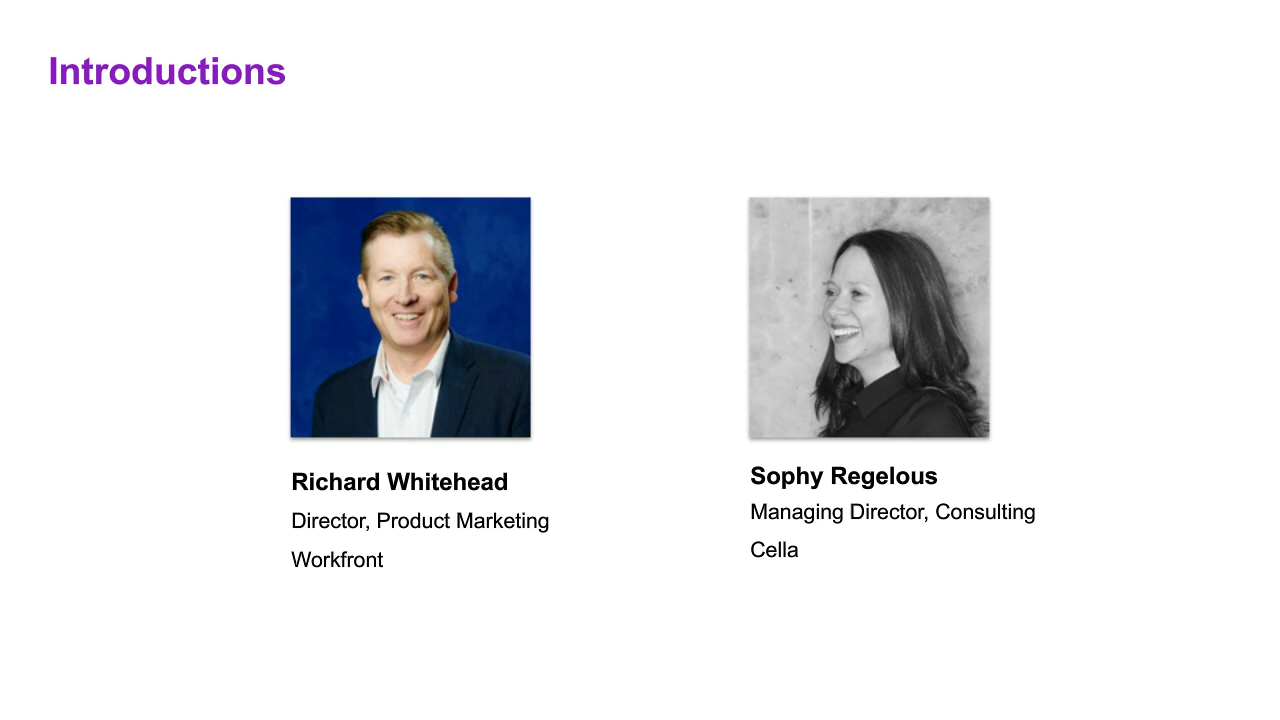 Introductions
Richard Whitehead
Director, Product Marketing
Workfront
Sophy Regelous
Managing Director, Consulting
Cella